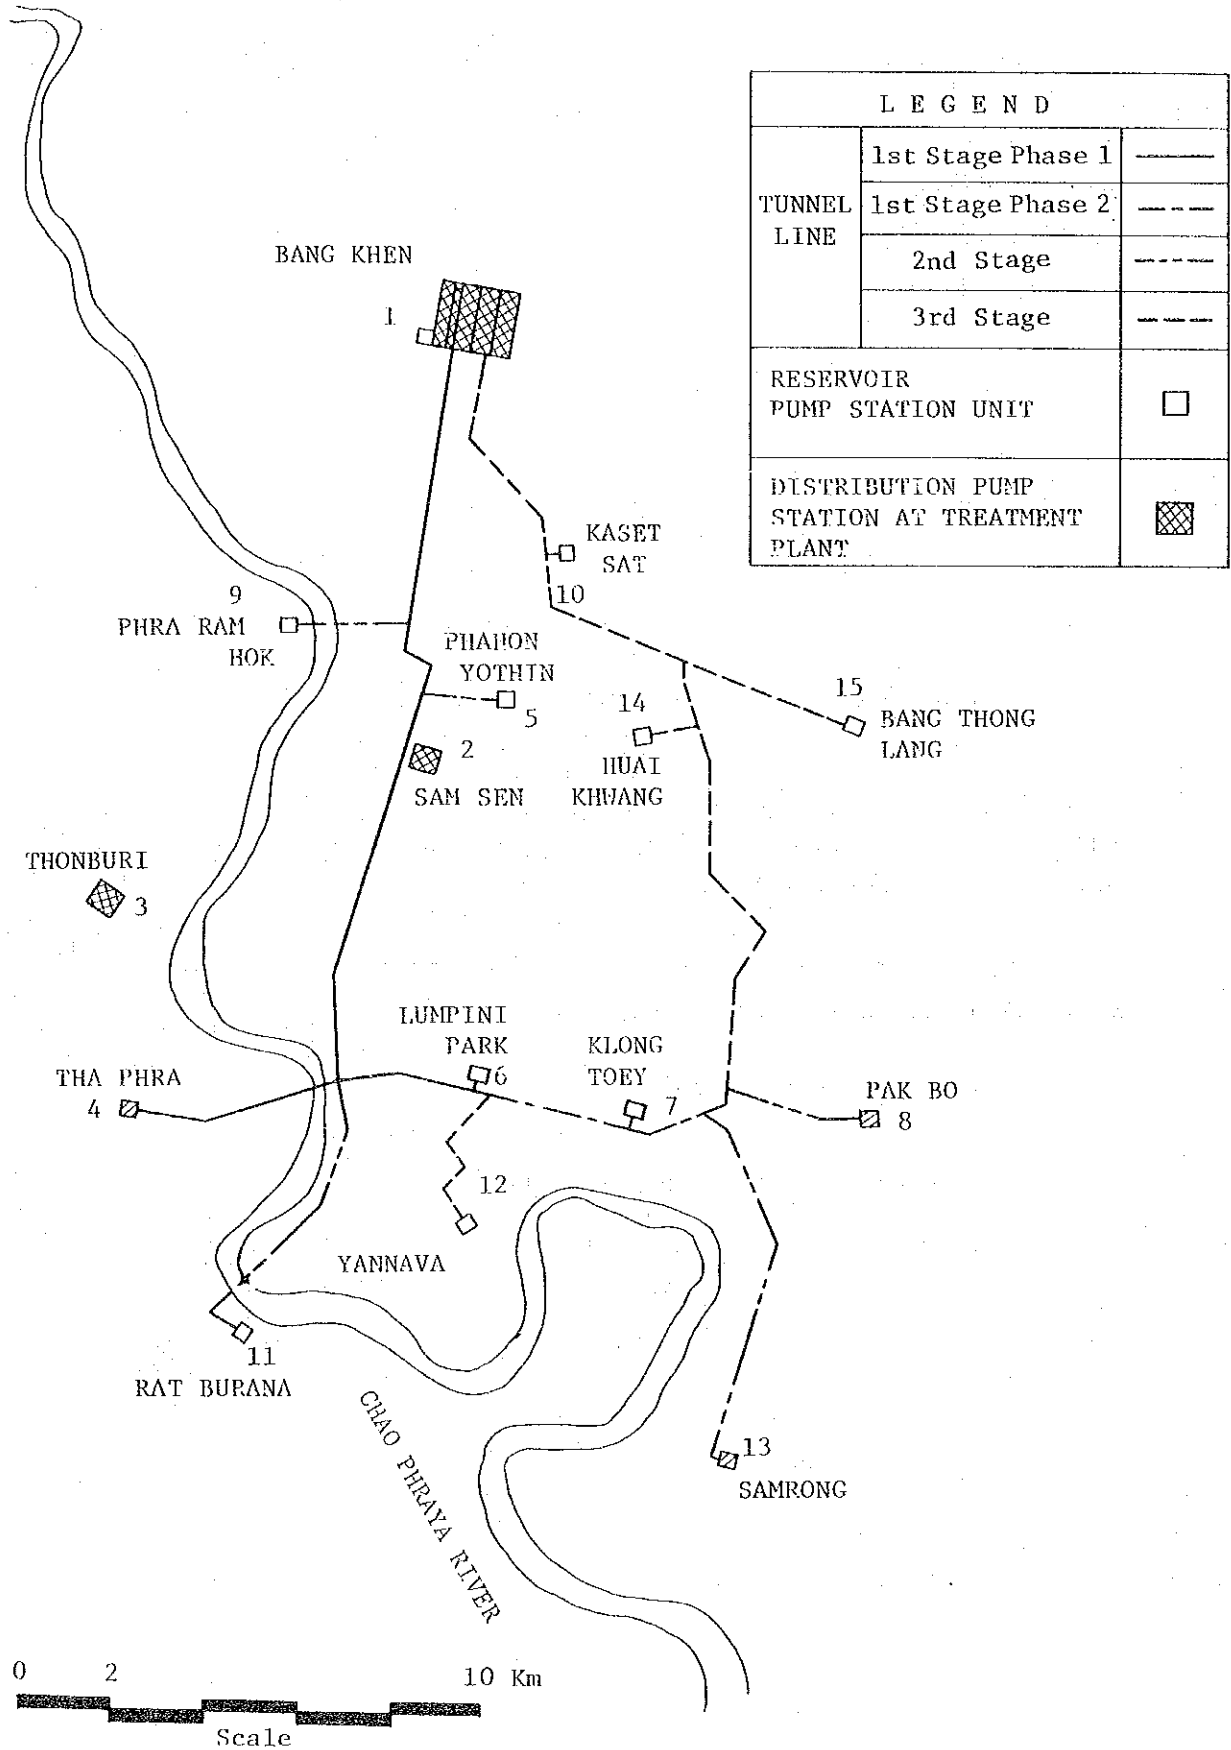 LEGEND
TUNNEL
LINE
1st Stage Phase 1
1st Stage Phase 2
2nd Stage
3rd Stage
RESERVOIR
PUMP STATION UNIT
DISTRIBUTION PUMP
STATION AT TREATMENT
PLANT
BANG KHEN
1
KASET
SAT
10
9
PHRA RAM
HOK
PHAHON
YOTHIN
5
14
HUAI
KHWANG
15
BANG THONG
LANG
2
SAM SEN
THONBURI
3
LUMPINI
PARK
6
KLONG
TOEY
7
THA PHRA
4
PAK BO
8
12
YANNAVA
11
RAT BURANA
CHAO PHRAYA RIVER
13
SAMRONG
0 2 10 Km
Scale